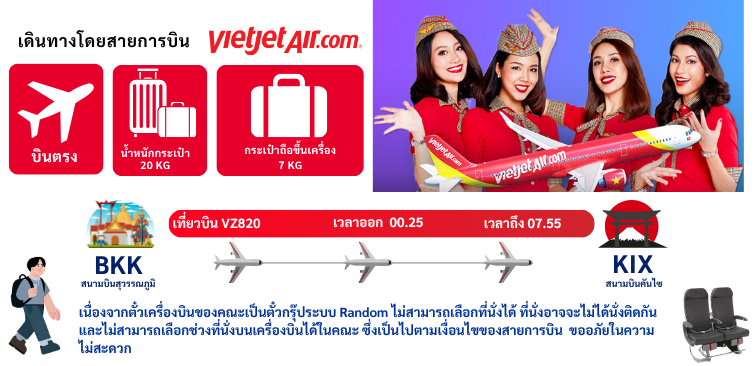 เดินทางโดยสายการบิน vietjetAir.com
บินตรง
น้ำหนักกระเป๋า
20 KG
กระเป๋าถือขึ้นเครื่อง
7 KG
vietjetAir.com
vietjetAir.com
เที่ยวบิน VZ820 เวลาออก 00.25 เวลาถึง 07.55
BKK
สนามบินสุวรรณภูมิ
KIX
สนามบินคันไซ
เนื่องจากตั๋วเครื่องบินของคณะเป็นตั๋วกรุ๊ประบบ Random ไม่สามารถเลือกที่นั่งได้ ที่นั่งอาจจะไม่ได้นั่งติดกัน
และไม่สามารถเลือกช่วงที่นั่งบนเครื่องบินได้ในคณะ ซึ่งเป็นไปตามเงื่อนไขของสายการบิน ขออภัยในความ
ไม่สะดวก